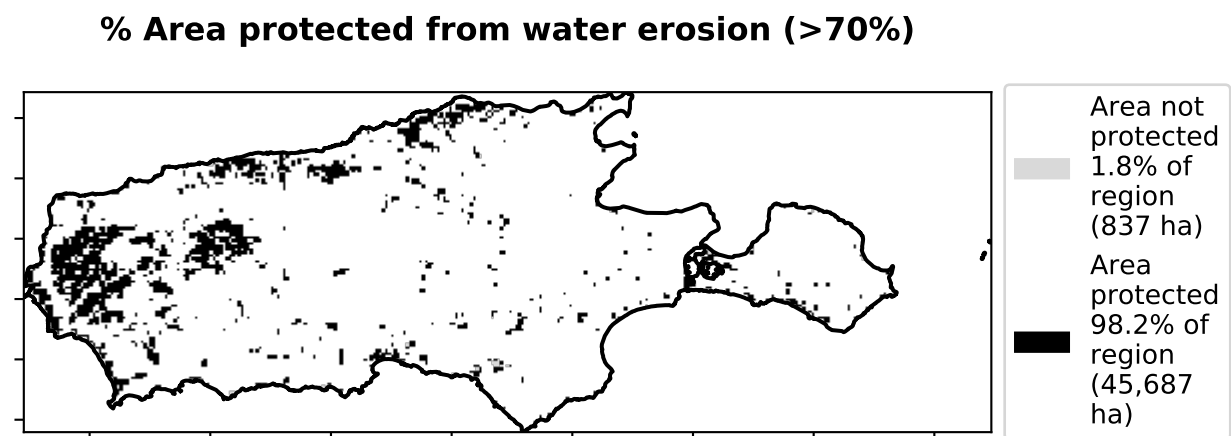 % Area protected from water erosion (>70%)
Area not
protected
1.8% of
region
(837 ha)
Area
protected
98.2% of
region
(45,687
ha)